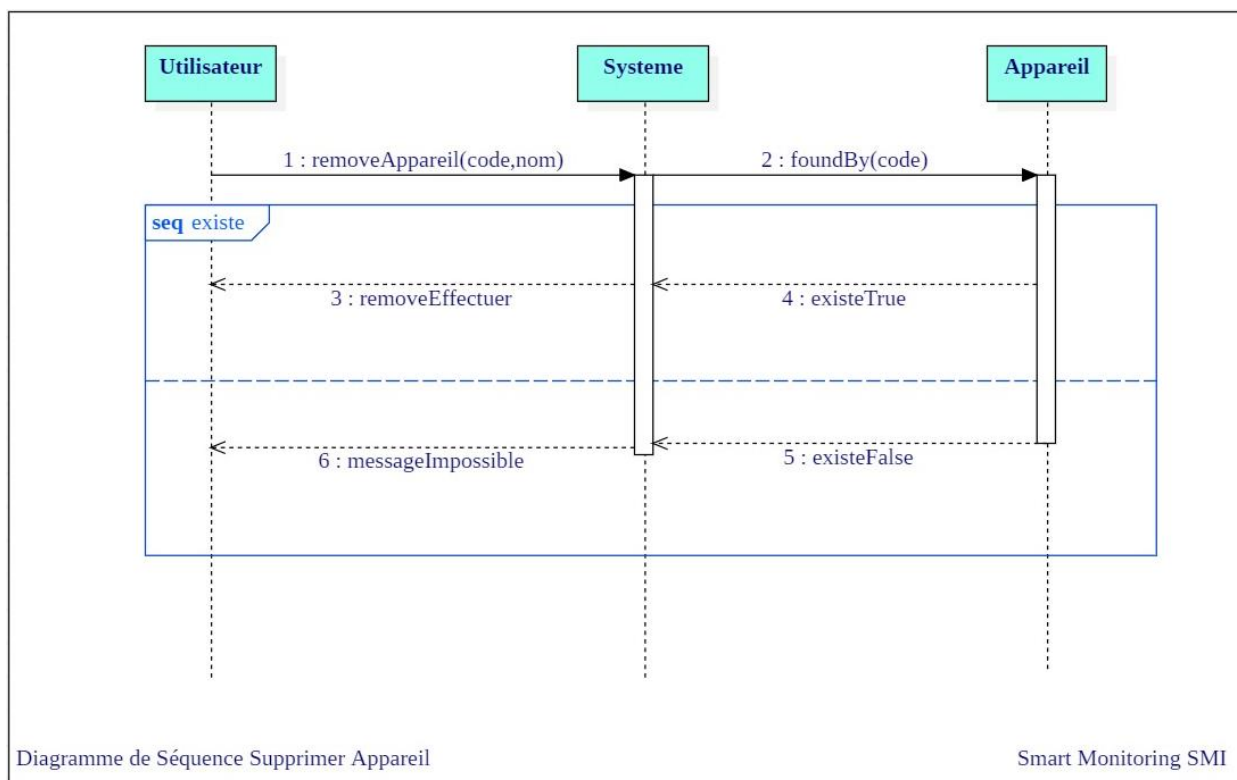 Utilisateur
Systeme
Appareil
1 : removeAppareil(code,nom)
2 : foundBy(code)
seq existe
3 : removeEffectuer
4 : existeTrue
6 : messageImpossible
5 : existeFalse
Diagramme de Séquence Supprimer Appareil
Smart Monitoring SMI